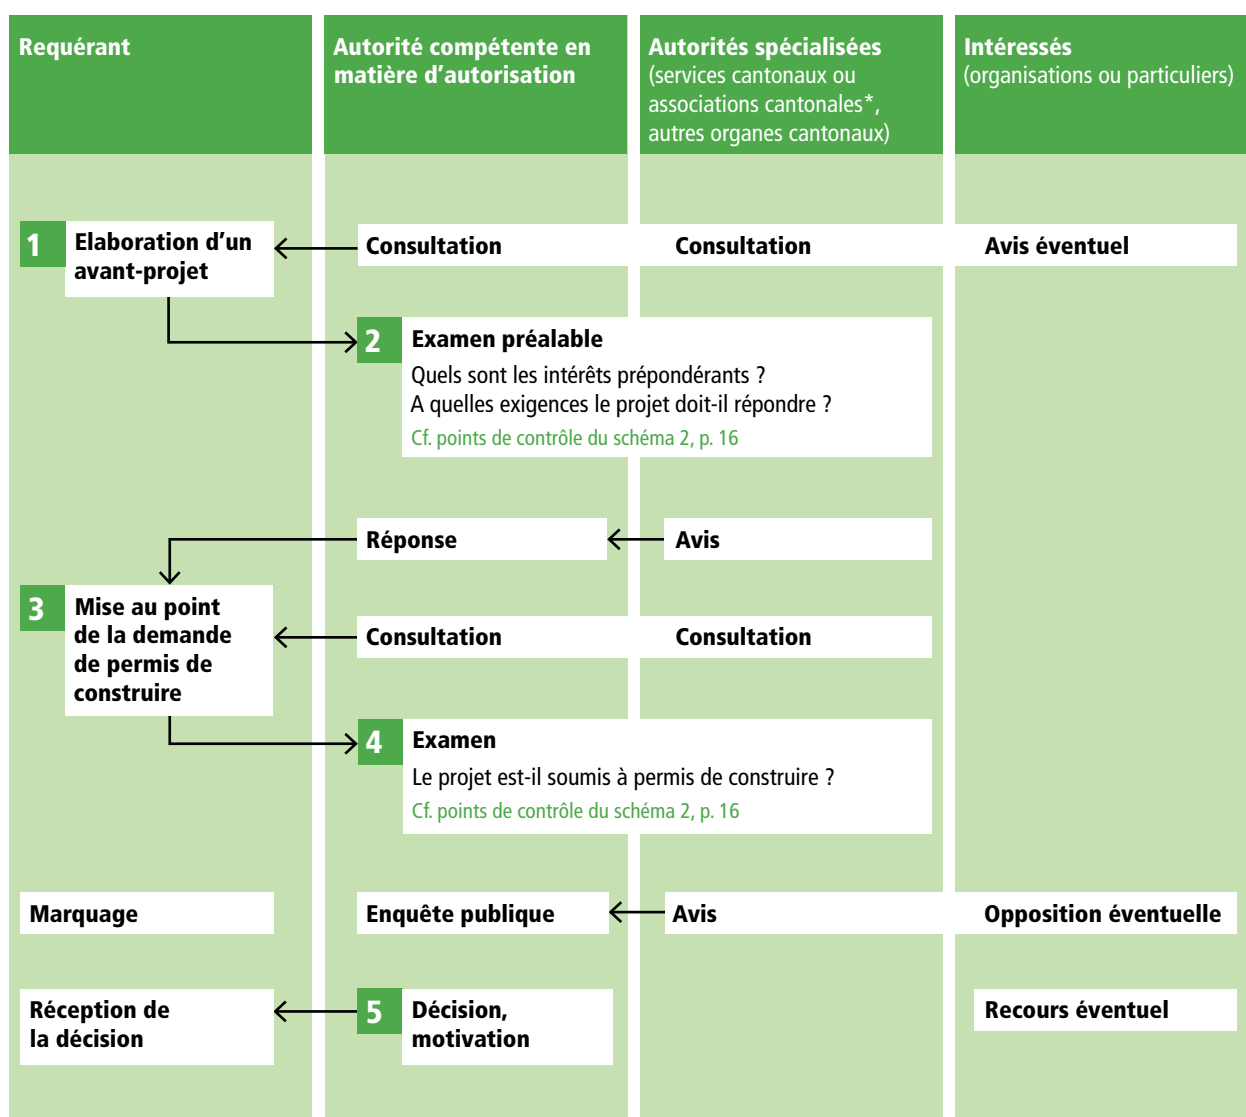 Requérant
Autorité compétente en
matière d'autorisation
Autorités spécialisées
(services cantonaux ou
associations cantonales*,
autres organes cantonaux)
Intéressés
(organisations ou particuliers)
1 Elaboration d'un
avant-projet
Consultation
Consultation
Avis éventuel
2 Examen préalable
Quels sont les intérêts prépondérants ?
A quelles exigences le projet doit-il répondre ?
Cf. points de contrôle du schéma 2, p. 16
Réponse
Avis
3 Mise au point
de la demande
de permis de
construire
Consultation
Consultation
4 Examen
Le projet est-il soumis à permis de construire ?
Cf. points de contrôle du schéma 2, p. 16
Marquage
Enquête publique
Avis
Opposition éventuelle
Réception de
la décision
5 Décision,
motivation
Recours éventuel